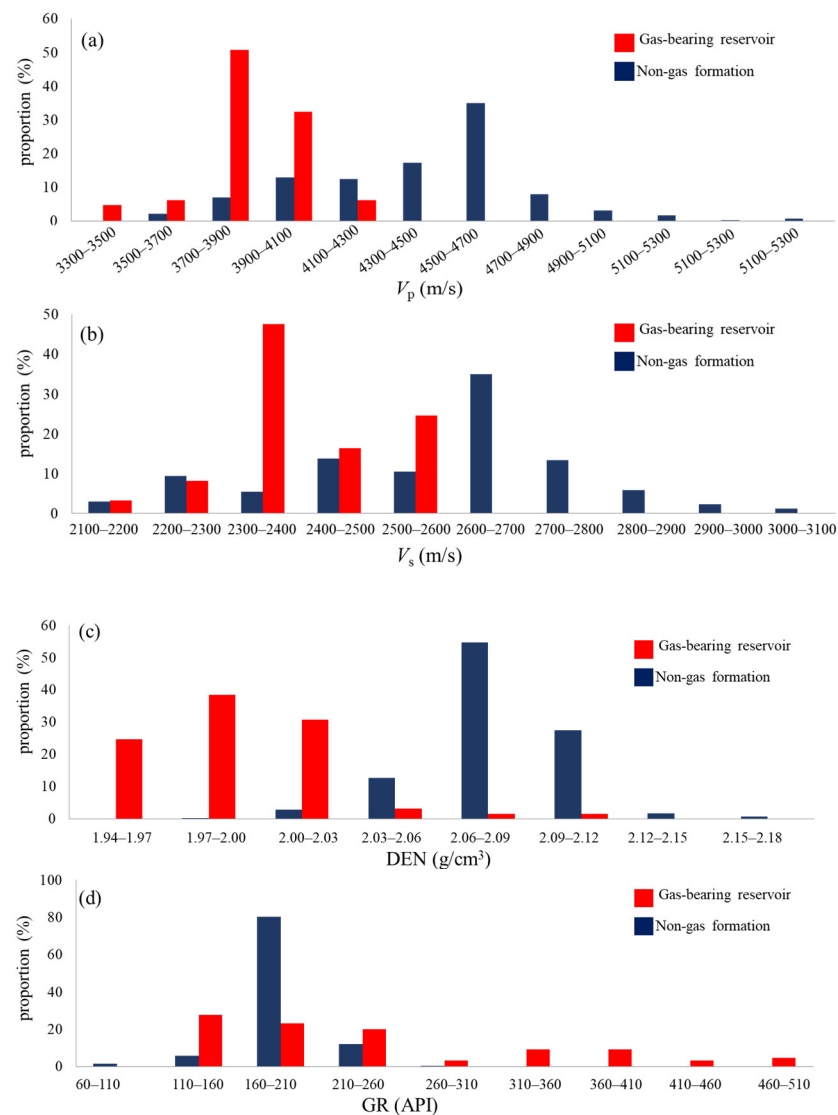 (a)
Gas-bearing reservoir
Non-gas formation
proportion (%)
60
50
40
30
20
10
0
3300–3500
3500–3700
3700–3900
3900–4100
4100–4300
4300–4500
4500–4700
4700–4900
4900–5100
5100–5300
5100–5300
5100–5300
Vp (m/s)
(b)
Gas-bearing reservoir
Non-gas formation
proportion (%)
50
40
30
20
10
0
2100–2200 2200–2300 2300–2400 2400–2500 2500–2600 2600–2700 2700–2800 2800–2900 2900–3000 3000–3100
Vs (m/s)
(c)
Gas-bearing reservoir
Non-gas formation
proportion (%)
60
50
40
30
20
10
0
1.94–1.97 1.97–2.00 2.00–2.03 2.03–2.06 2.06–2.09 2.09–2.12 2.12–2.15 2.15–2.18
DEN (g/cm³)
(d)
Gas-bearing reservoir
Non-gas formation
proportion (%)
100
80
60
40
20
0
60–110 110–160 160–210 210–260 260–310 310–360 360–410 410–460 460–510
GR (API)